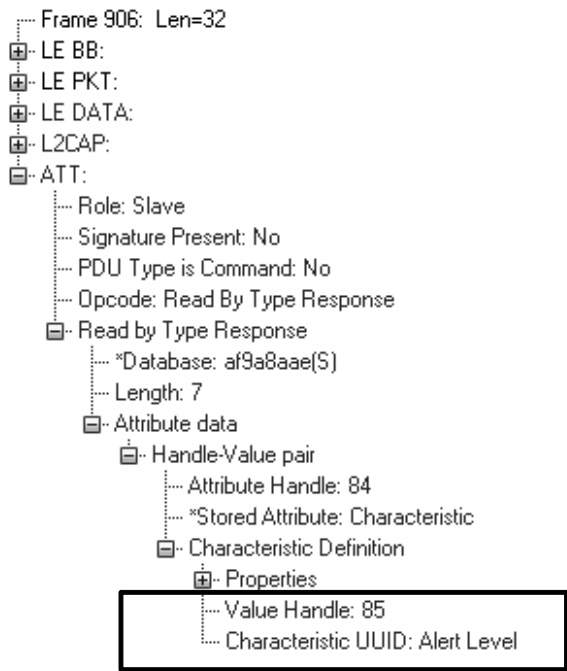 Frame 906: Len=32
LE BB:
LE PKT:
LE DATA:
L2CAP:
ATT:
Role: Slave
Signature Present: No
PDU Type is Command: No
Opcode: Read By Type Response
Read by Type Response
*Database: af9a8aae(S)
Length: 7
Attribute data
Handle-Value pair
Attribute Handle: 84
*Stored Attribute: Characteristic
Characteristic Definition
Properties
Value Handle: 85
Characteristic UUID: Alert Level